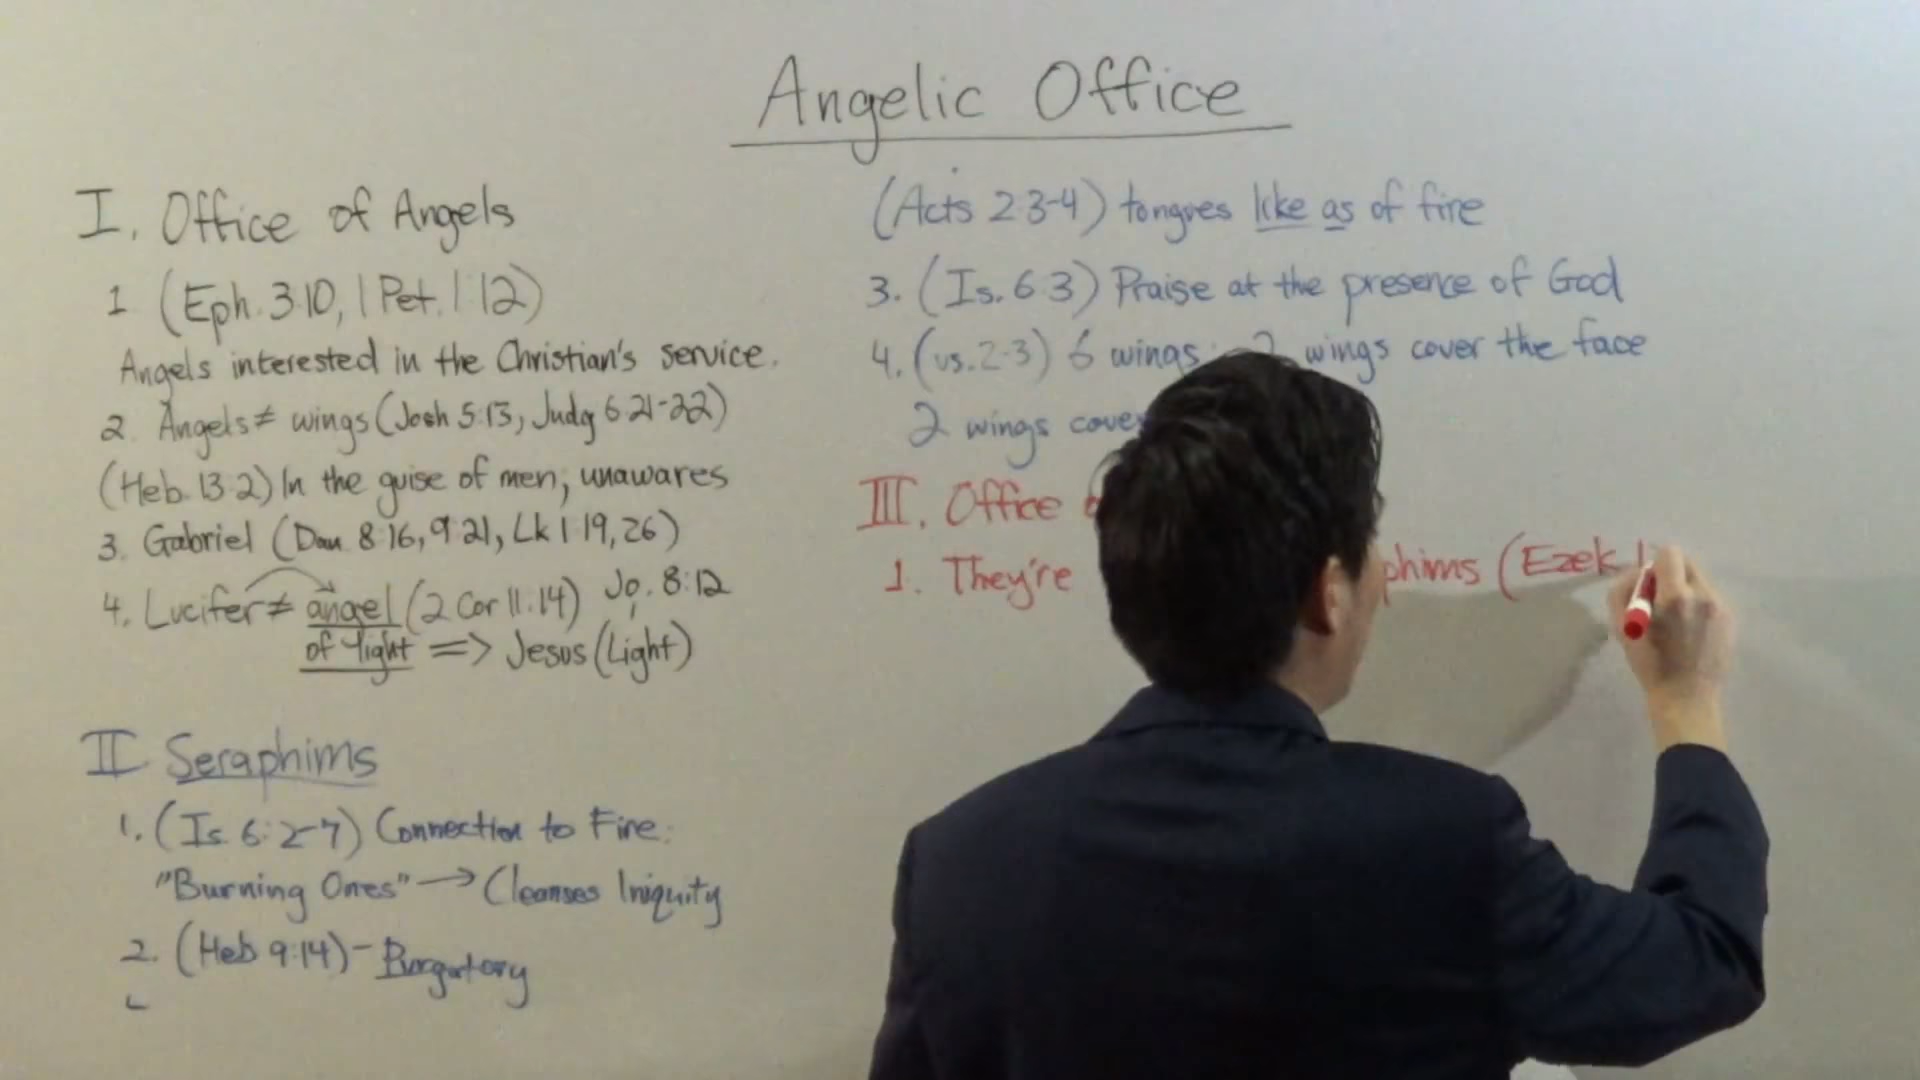 Angelic Office
I. Office of Angels
1 (Eph. 3:10, 1 Pet. 1:12)
Angels interested in the Christian's service.
2. Angels ≠ wings (Josh 5:13, Judg 6:21-22)
(Heb. 13:2) In the guise of men, unawares
3. Gabriel (Dan 8:16, 9:21, Lk 1:19, 26)
4. Lucifer ≠ angel (2 Cor 11:14) Jo. 8:12
of light => Jesus (Light)
II Seraphims
1. (Is. 6:2-7) Connection to Fire:
"Burning Ones" → Cleanses Iniquity
2. (Heb 9:14) - Purgatory
(Acts 2:3-4) tongues like as of fire
3. (Is. 6:3) Praise at the presence of God
4. (vs. 2-3) 6 wings: 2 wings cover the face
2 wings cover
III. Office
1. They're phims (Ezek 1